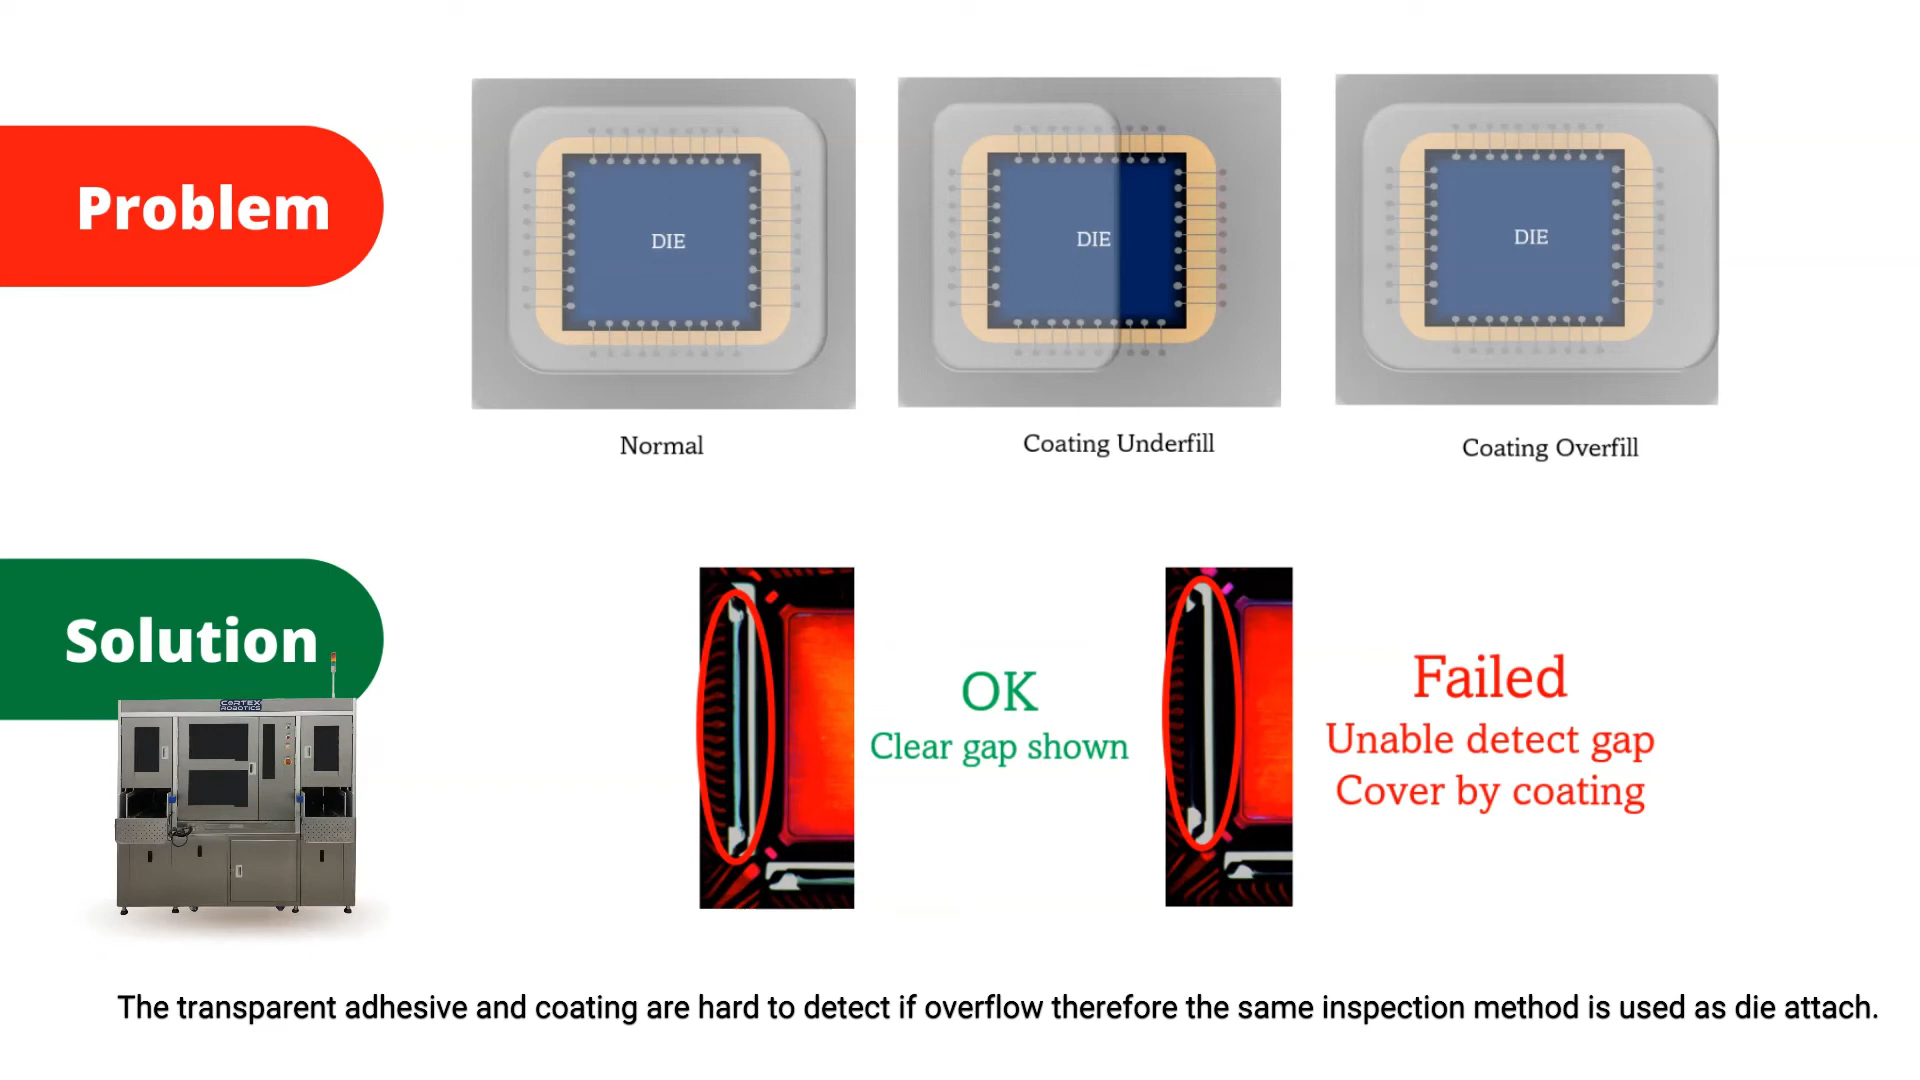 Problem
DIE
DIE
DIE
Normal
Coating Underfill
Coating Overfill
Solution
CORTEX
ROBOTICS
OK
Clear gap shown
Failed
Unable detect gap
Cover by coating
The transparent adhesive and coating are hard to detect if overflow therefore the same inspection method is used as die attach.